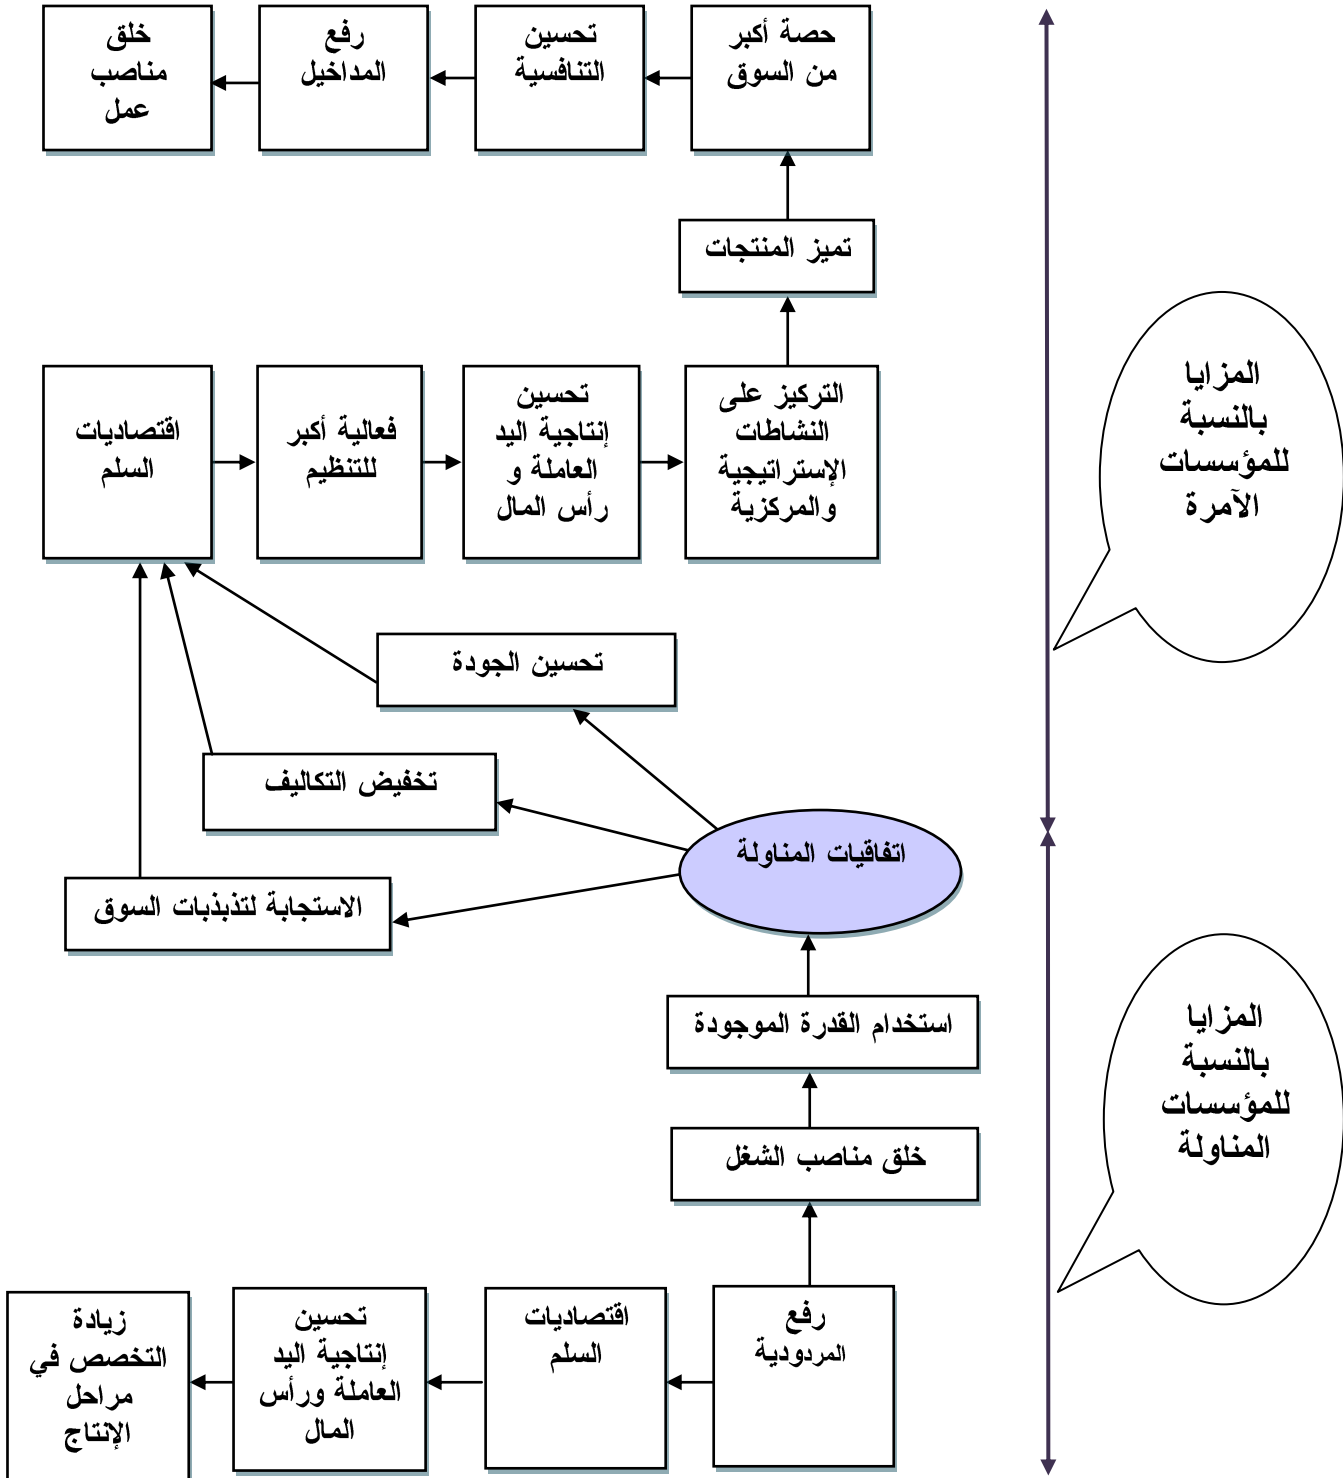 حصة أكبر
من السوق
تحسين
التنافسية
رفع
المداخيل
خلق
مناصب
عمل
تميز المنتجات
المزايا
بالنسبة
للمؤسسات
الآمرة
التركيز على
النشاطات
الإستراتيجية
والمركزية
تحسين
إنتاجية اليد
العاملة و
رأس المال
فعالية أكبر
للتنظيم
اقتصاديات
السلم
تحسين الجودة
تخفيض التكاليف
اتفاقيات المناولة
الاستجابة لتذبذبات السوق
المزايا
بالنسبة
للمؤسسات
المناولة
استخدام القدرة الموجودة
خلق مناصب الشغل
رفع
المردودية
اقتصاديات
السلم
تحسين
إنتاجية اليد
العاملة ورأس
المال
زيادة
التخصص في
مراحل
الإنتاج